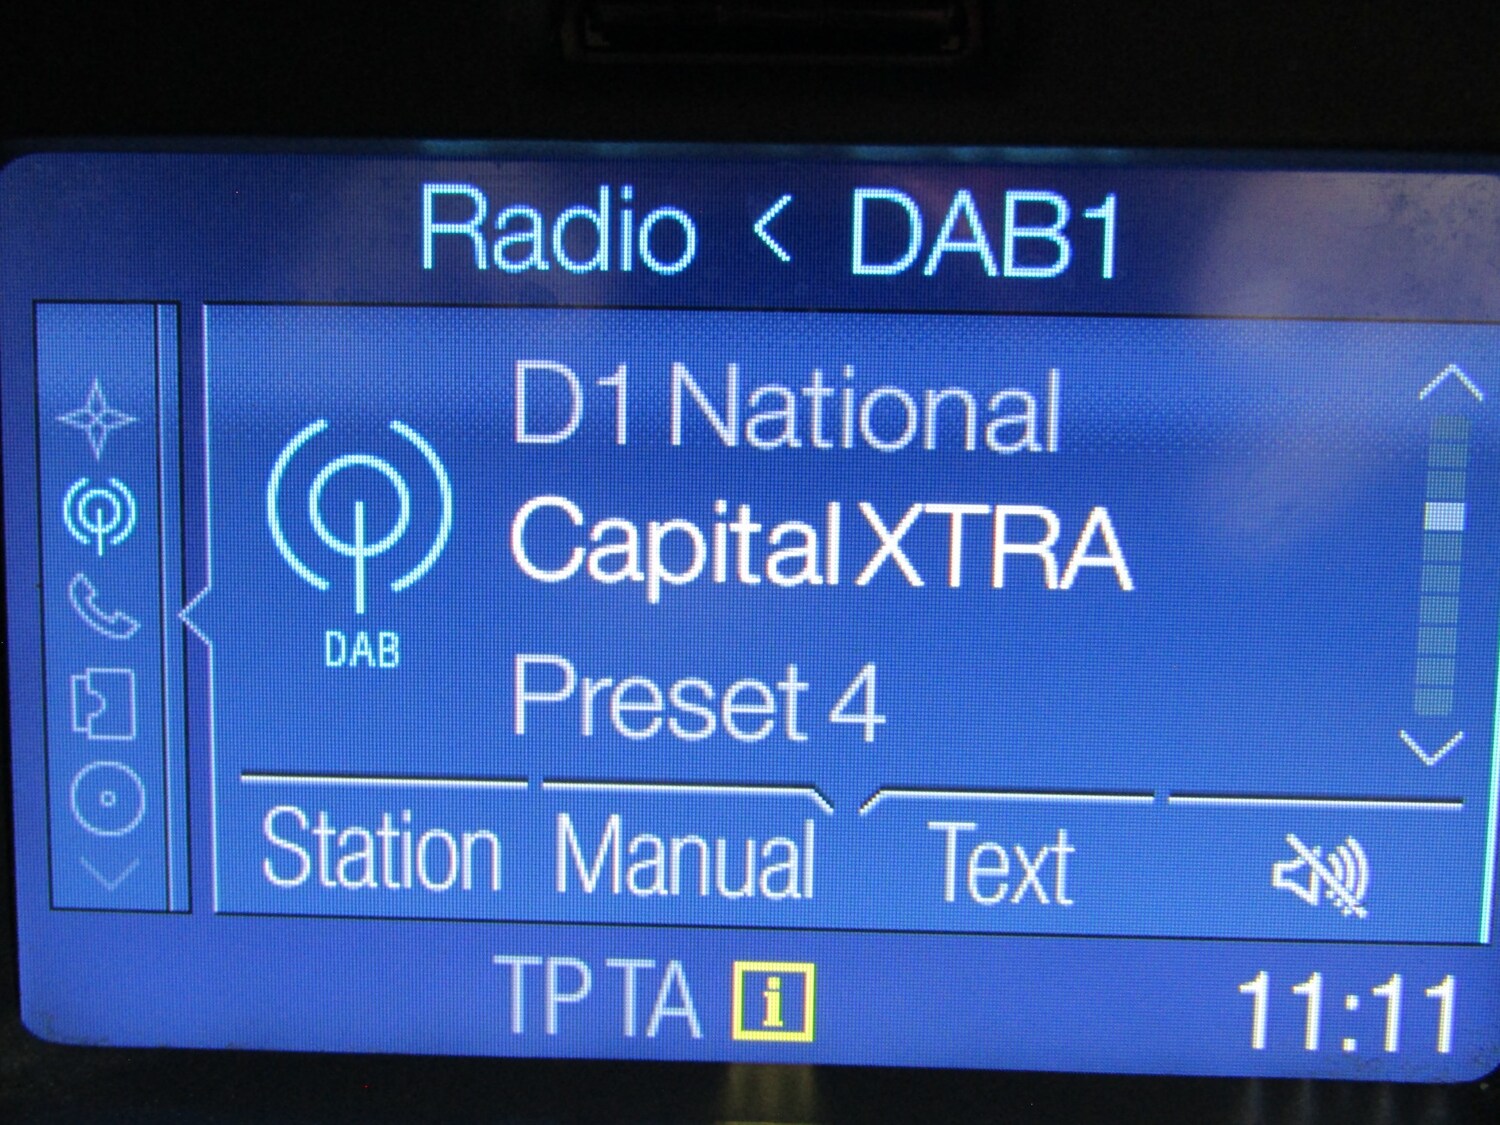 Radio < DAB1
D1 National
Capital XTRA
DAB
Preset 4
Station Manual Text
TP TA i 11:11